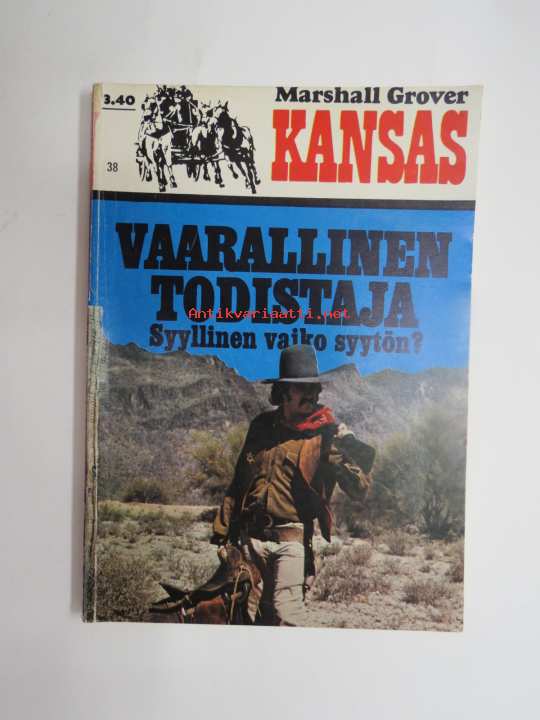 3.40
Marshall Grover
KANSAS
38
VAARALLINEN
TODISTAJA
Antikvariaatti.net
Syyllinen vaiko syytön?